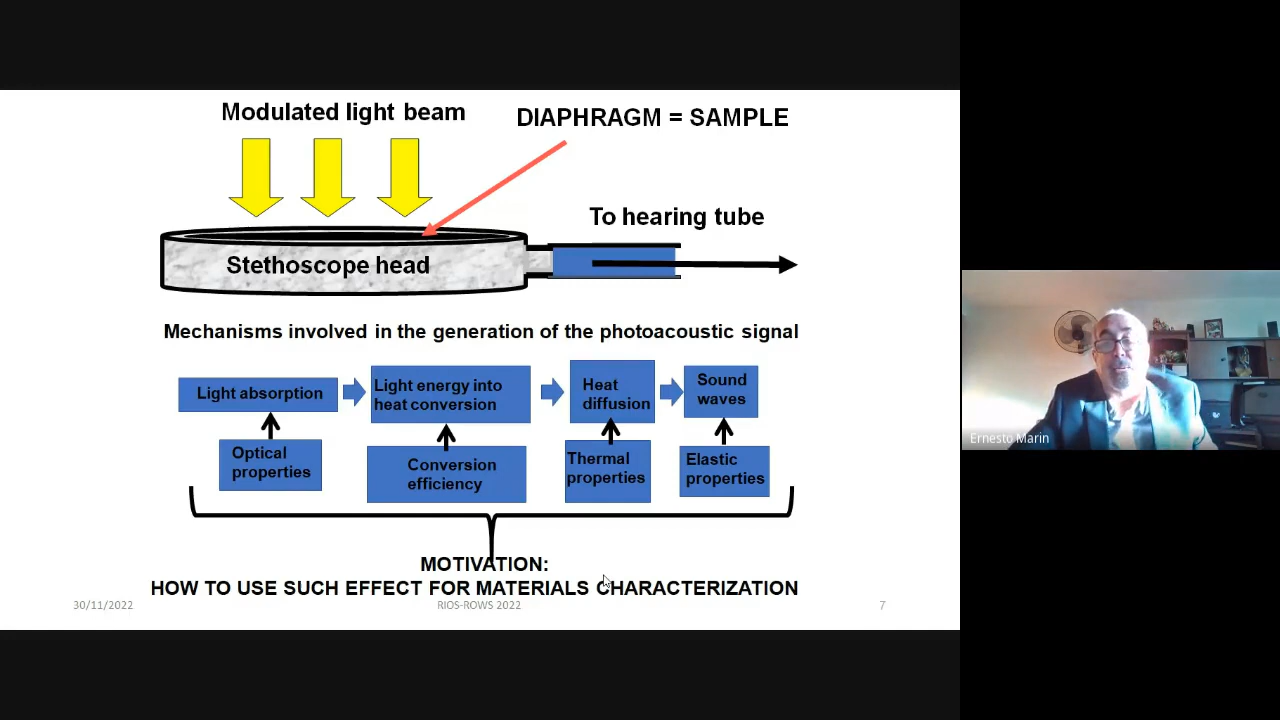 Modulated light beam
DIAPHRAGM = SAMPLE
To hearing tube
Stethoscope head
Mechanisms involved in the generation of the photoacoustic signal
Light absorption
Light energy into
heat conversion
Heat
diffusion
Sound
waves
Optical
properties
Conversion
efficiency
Thermal
properties
Elastic
properties
MOTIVATION:
HOW TO USE SUCH EFFECT FOR MATERIALS CHARACTERIZATION
30/11/2022
RIOS-ROWS 2022
7
Ernesto Marin